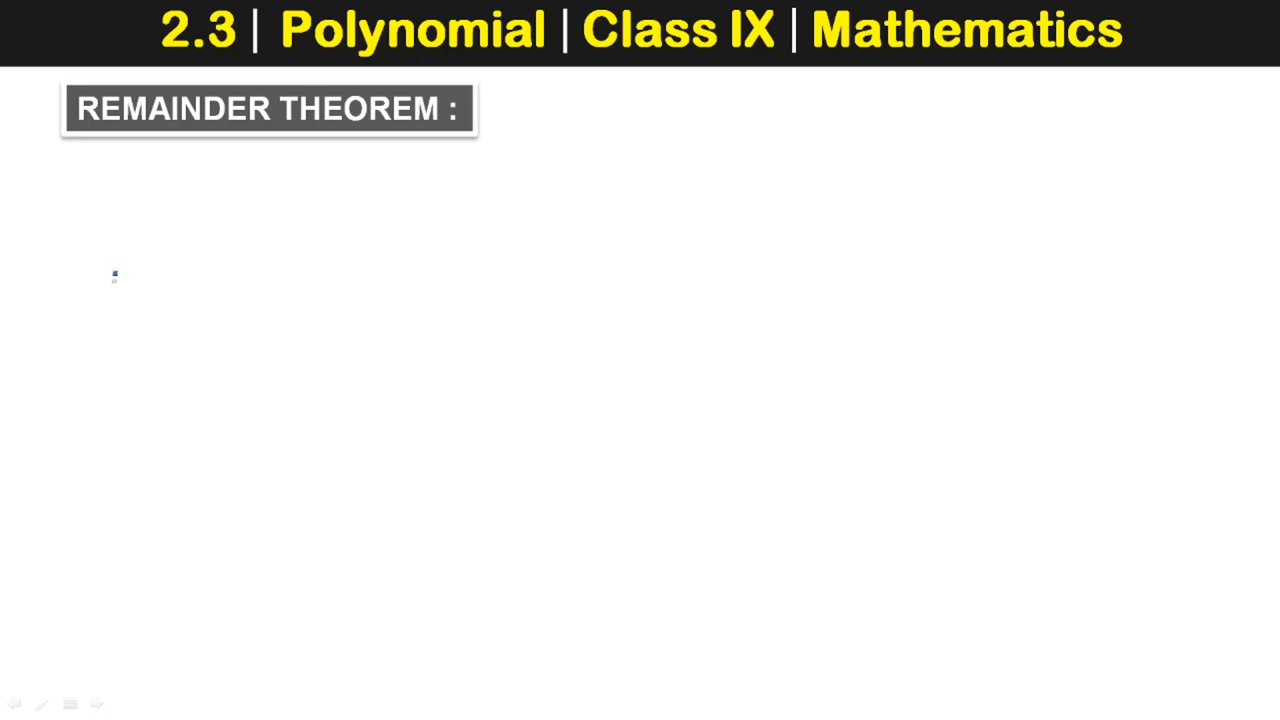 2.3 | Polynomial | Class IX | Mathematics
REMAINDER THEOREM :